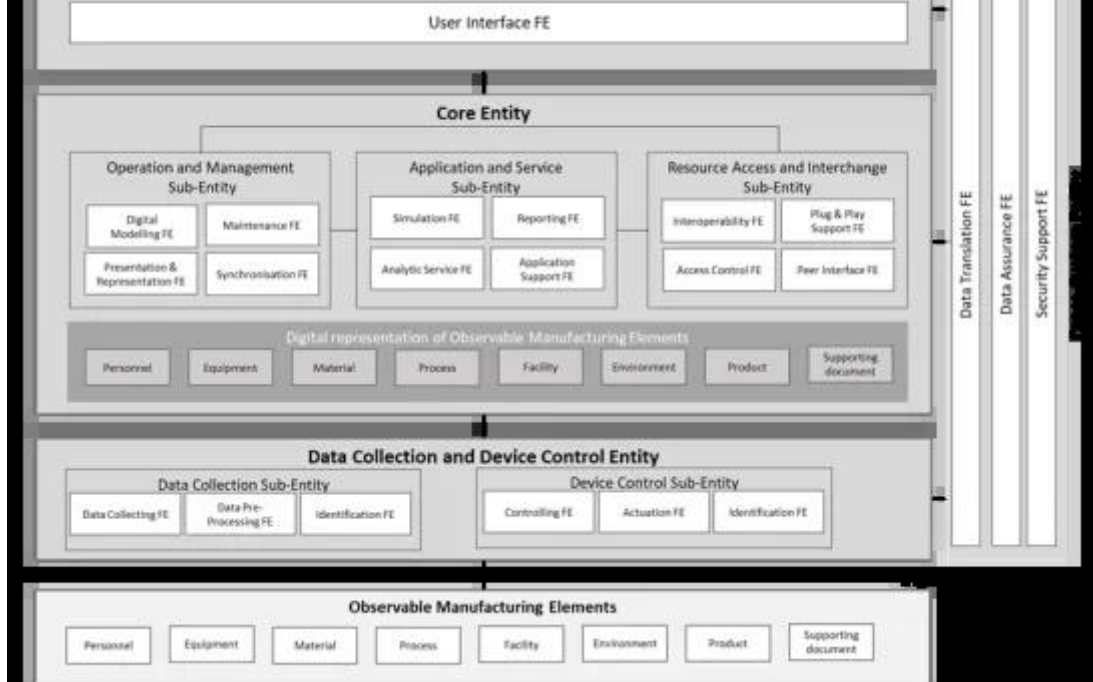 User Interface FE
Core Entity
Operation and Management
Sub-Entity
Digital
Modelling FE
Maintenance FE
Presentation &
Representation FE
Synchronisation FE
Application and Service
Sub-Entity
Simulation FE
Reporting FE
Analytic Service FE
Application
Support FE
Resource Access and Interchange
Sub-Entity
Interoperability FE
Plug & Play
Support FE
Access Control FE
Peer Interface FE
Digital representation of Observable Manufacturing Elements
Personnel
Equipment
Material
Process
Facility
Environment
Product
Supporting
document
Data Collection and Device Control Entity
Data Collection Sub-Entity
Data Collecting FE
Data Pre-
Processing FE
Identification FE
Device Control Sub-Entity
Controlling FE
Actuation FE
Identification FE
Observable Manufacturing Elements
Personnel
Equipment
Material
Process
Facility
Environment
Product
Supporting
document
Data Translation FE
Data Assurance FE
Security Support FE